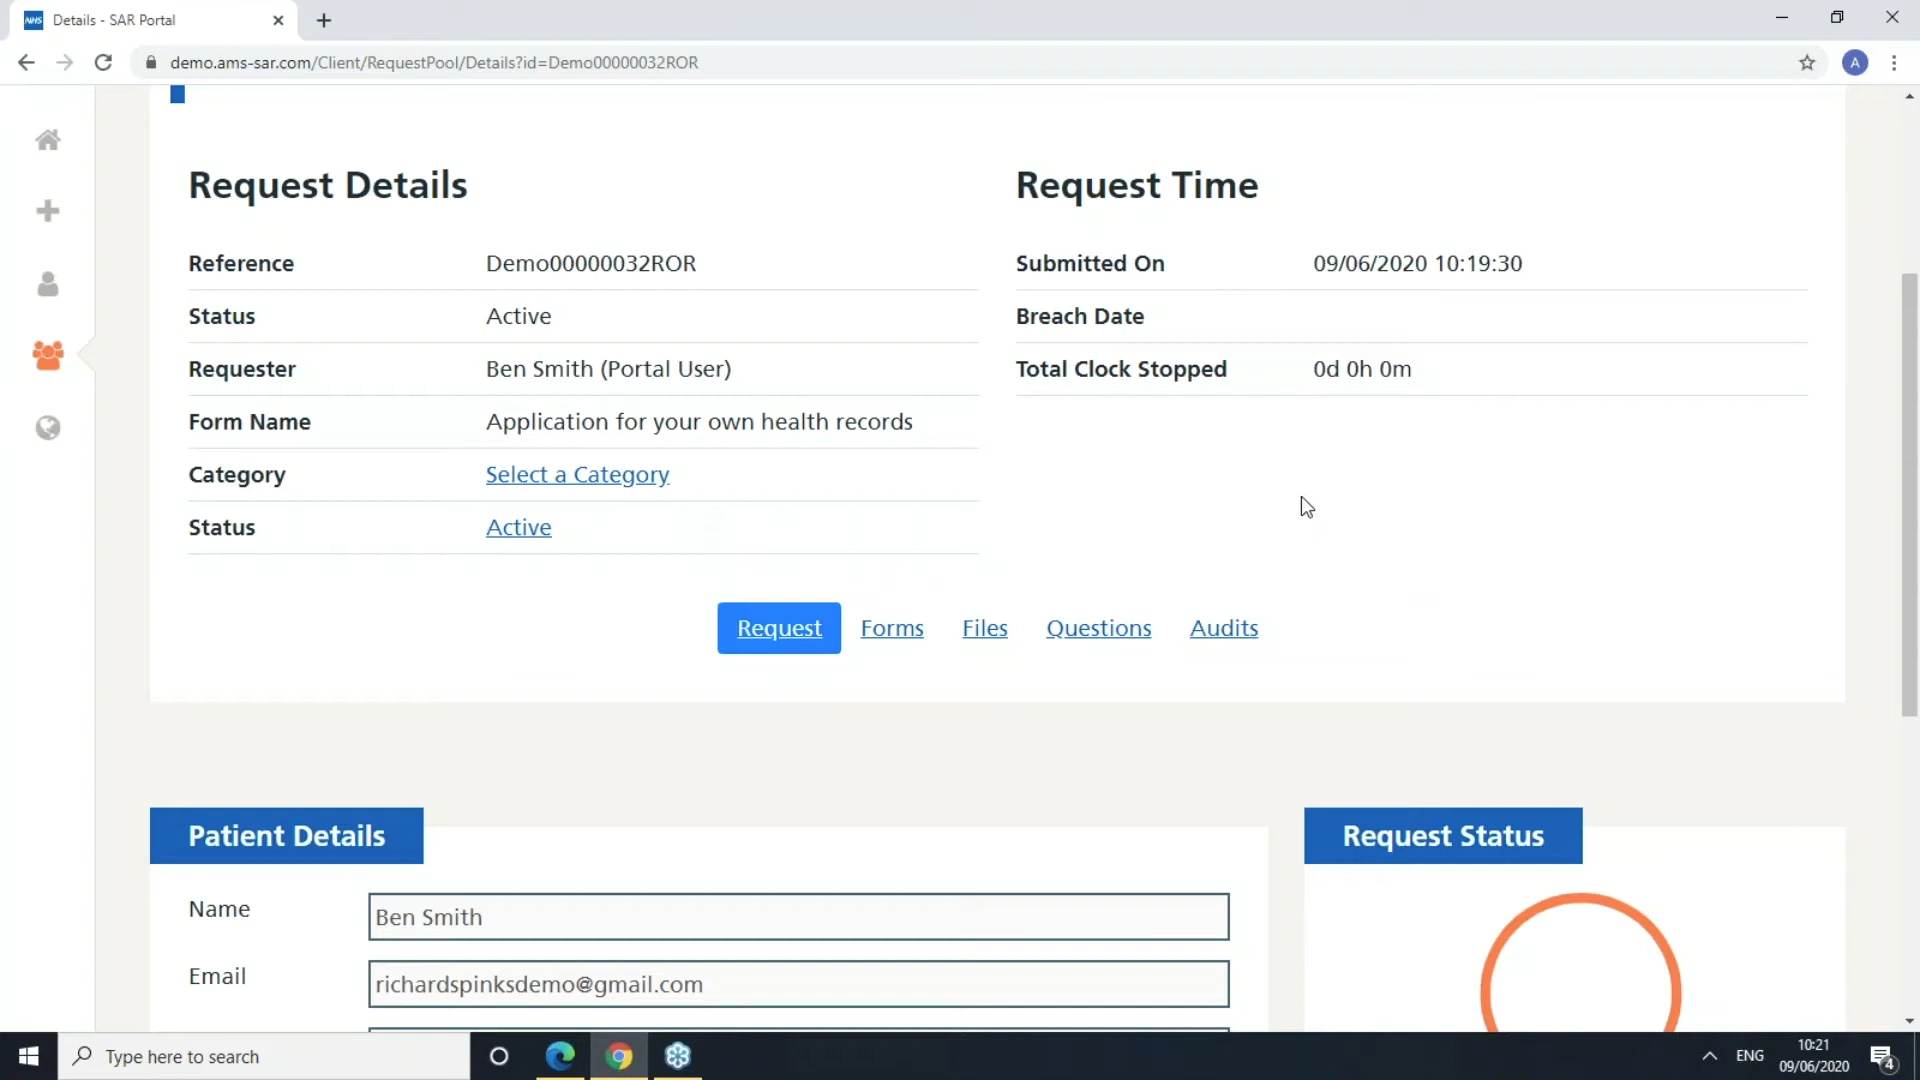 NHS Details - SAR Portal
demo.ams-sar.com/Client/RequestPool/Details?id=Demo00000032ROR
A
Request Details
Reference Demo00000032ROR
Status Active
Requester Ben Smith (Portal User)
Form Name Application for your own health records
Category Select a Category
Status Active
Request Time
Submitted On 09/06/2020 10:19:30
Breach Date
Total Clock Stopped 0d 0h 0m
Request Forms Files Questions Audits
Patient Details
Name Ben Smith
Email richardspinksdemo@gmail.com
Request Status
Type here to search
ENG
10:21
09/06/2020
4